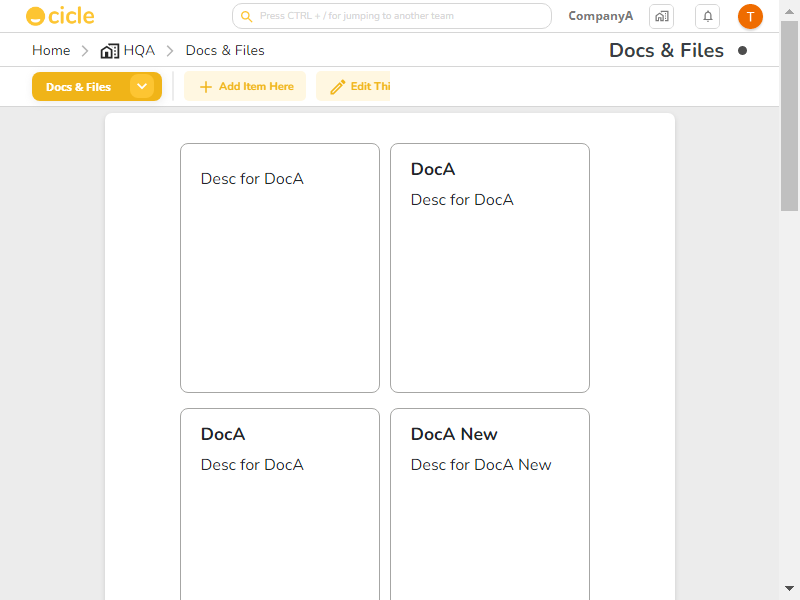 cicle
Press CTRL + / for jumping to another team
CompanyA
T
Home
HQA
Docs & Files
Docs & Files
Docs & Files
Add Item Here
Edit Thi
Desc for DocA
DocA
Desc for DocA
DocA
Desc for DocA
DocA New
Desc for DocA New